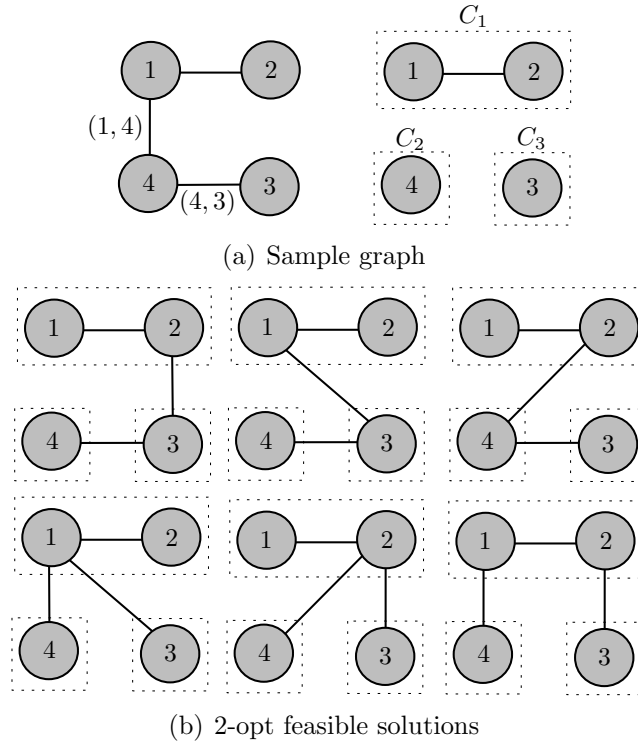 C₁
1 2 1 2
(1, 4)
C₂ C₃
4 3 4 3
(4, 3)
(a) Sample graph
1 2 1 2 1 2
4 3 4 3 4 3
1 2 1 2 1 2
4 3 4 3 4 3
(b) 2-opt feasible solutions